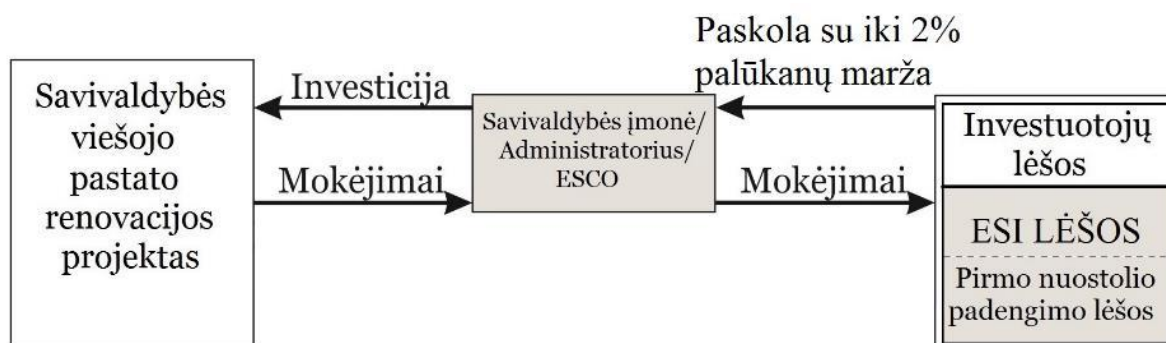 Savivaldybės
viešojo
pastato
renovacijos
projektas
Investicija
Mokėjimai
Savivaldybės įmonė/
Administratorius/
ESCO
Paskola su iki 2%
palūkanų marža
Mokėjimai
Investuotojų
lėšos
ESI LĖŠOS
Pirmo nuostolio
padengimo lėšos